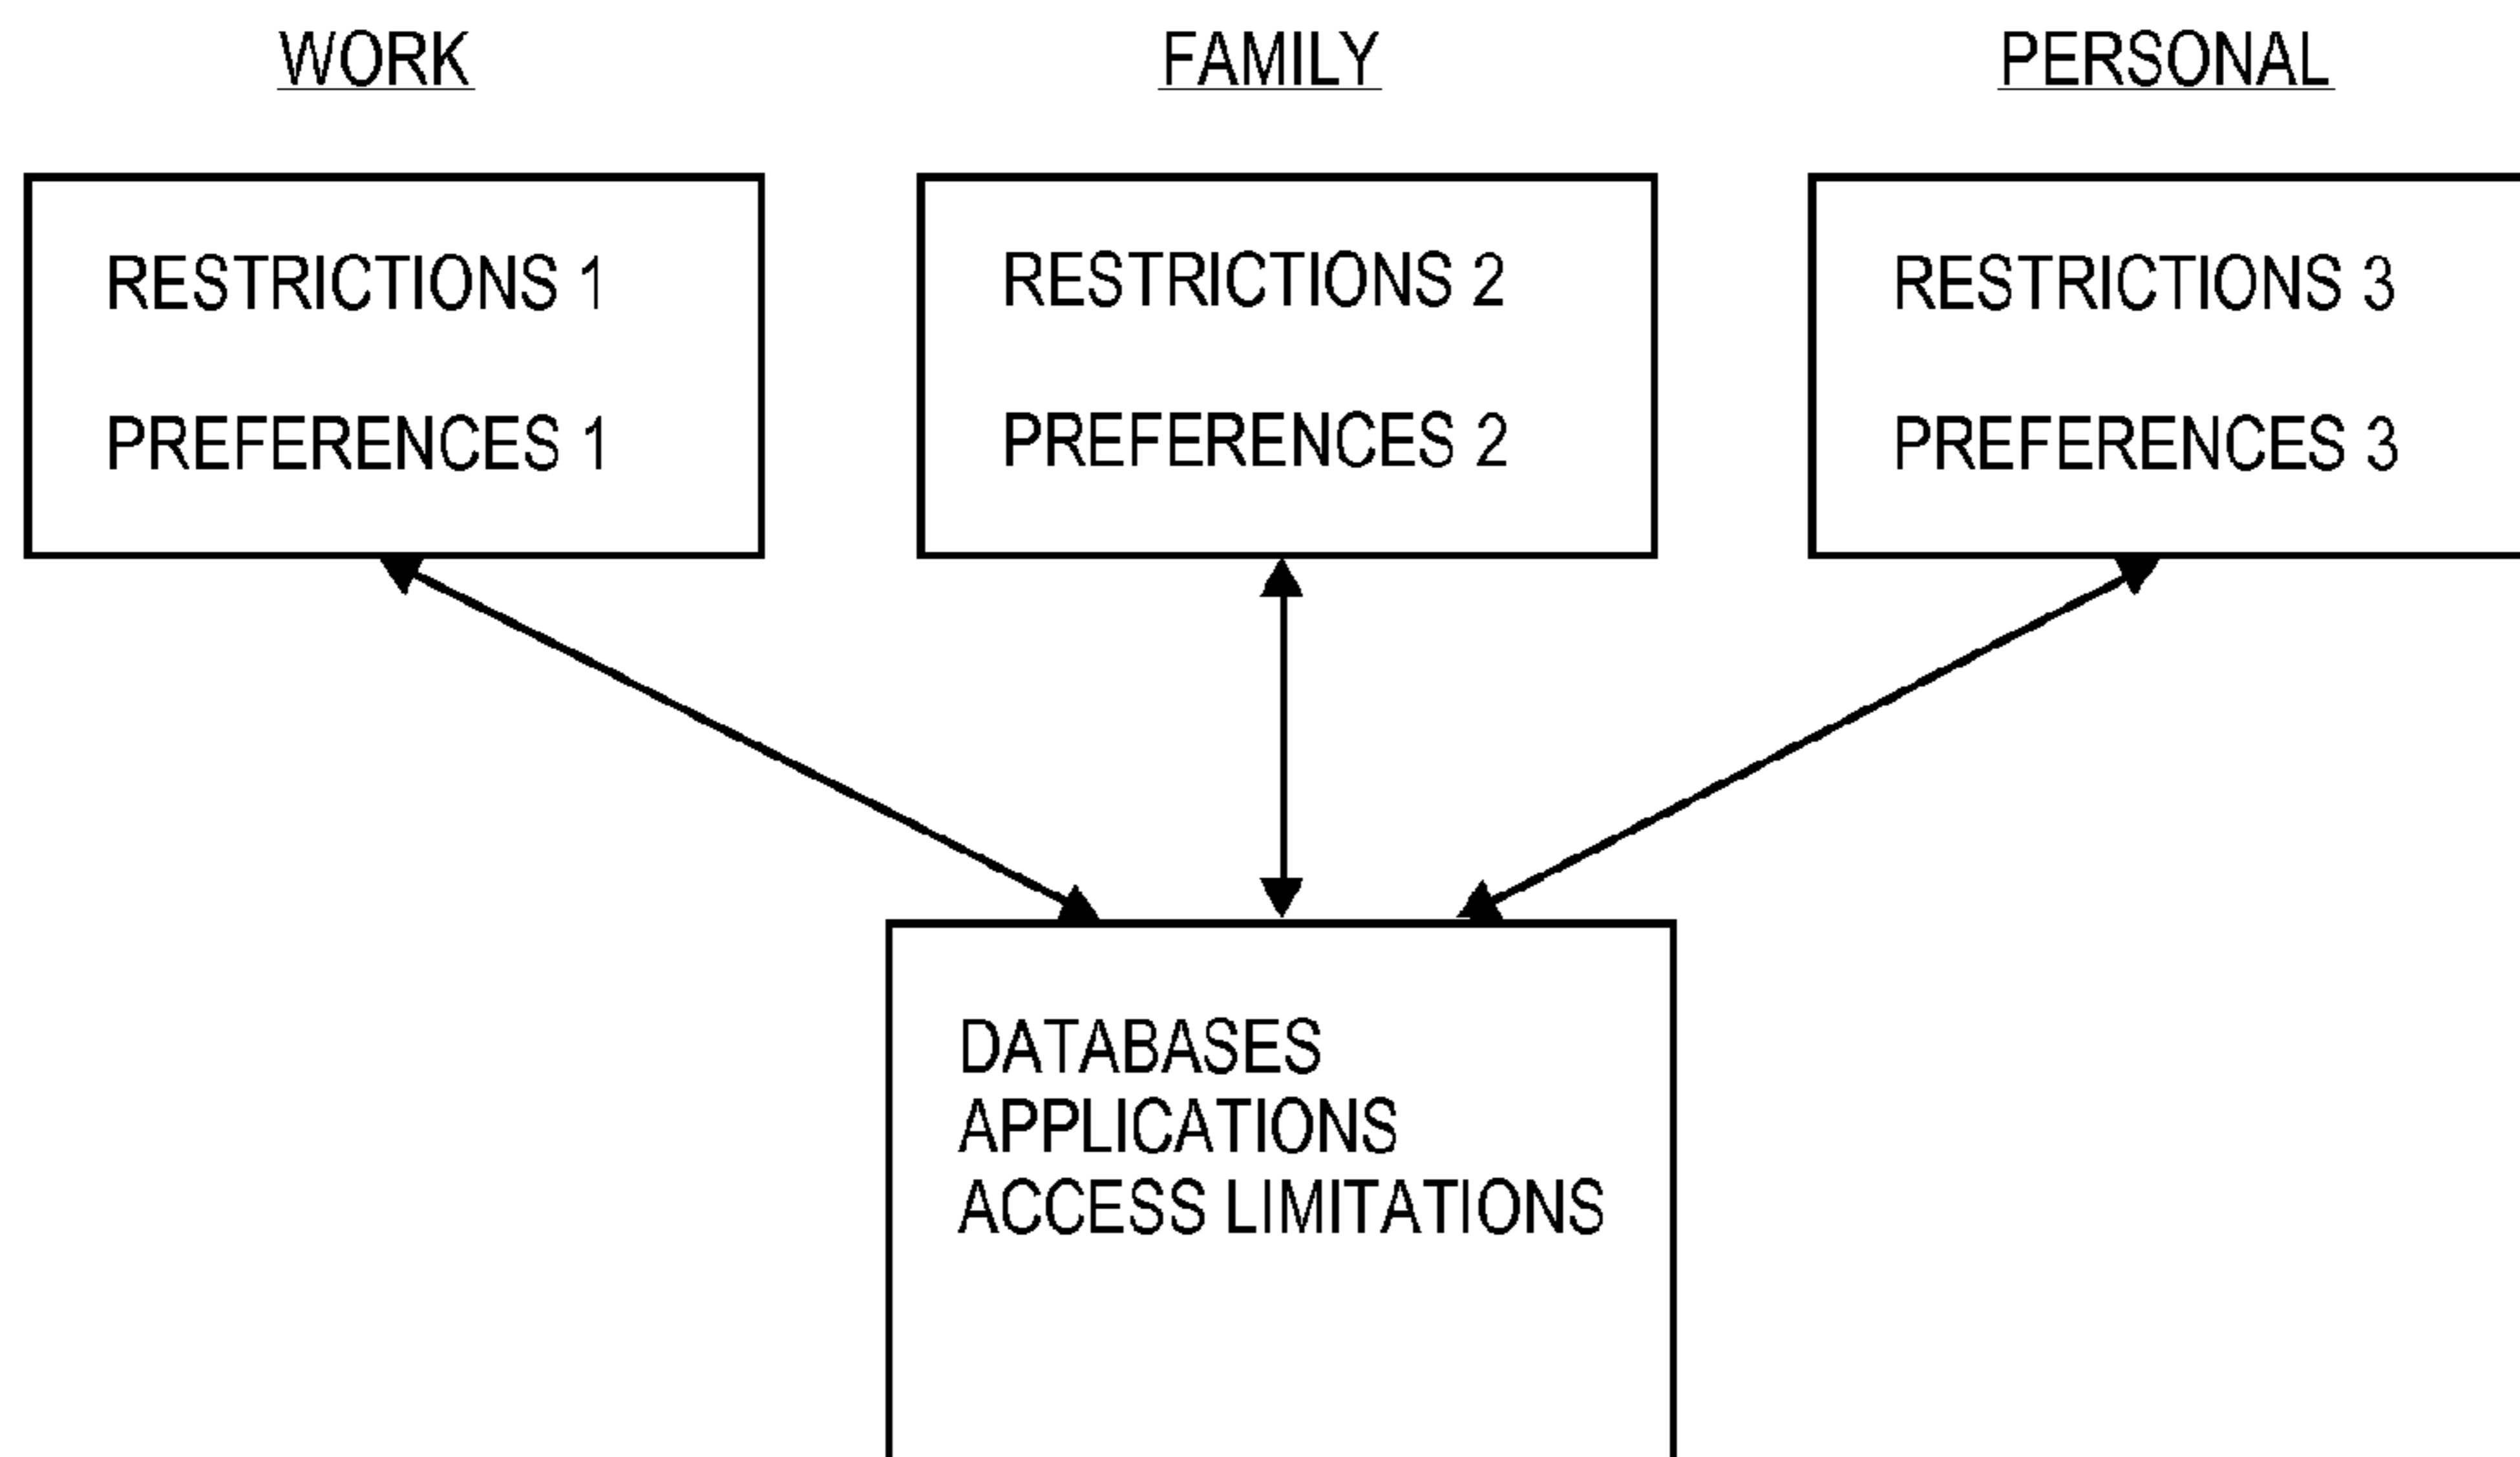 WORK
FAMILY
PERSONAL
RESTRICTIONS 1
PREFERENCES 1
RESTRICTIONS 2
PREFERENCES 2
RESTRICTIONS 3
PREFERENCES 3
DATABASES
APPLICATIONS
ACCESS LIMITATIONS